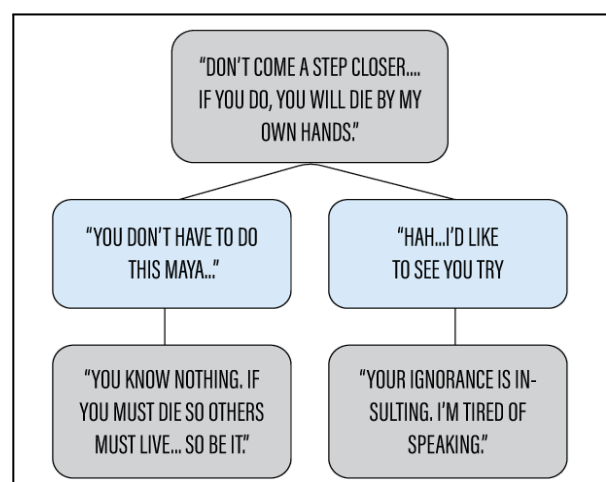 “DON’T COME A STEP CLOSER....
IF YOU DO, YOU WILL DIE BY MY
OWN HANDS.”
“YOU DON’T HAVE TO DO
THIS MAYA...”
“HAH...I’D LIKE
TO SEE YOU TRY
“YOU KNOW NOTHING. IF
YOU MUST DIE SO OTHERS
MUST LIVE... SO BE IT.”
“YOUR IGNORANCE IS IN-
SULTING. I’M TIRED OF
SPEAKING.”